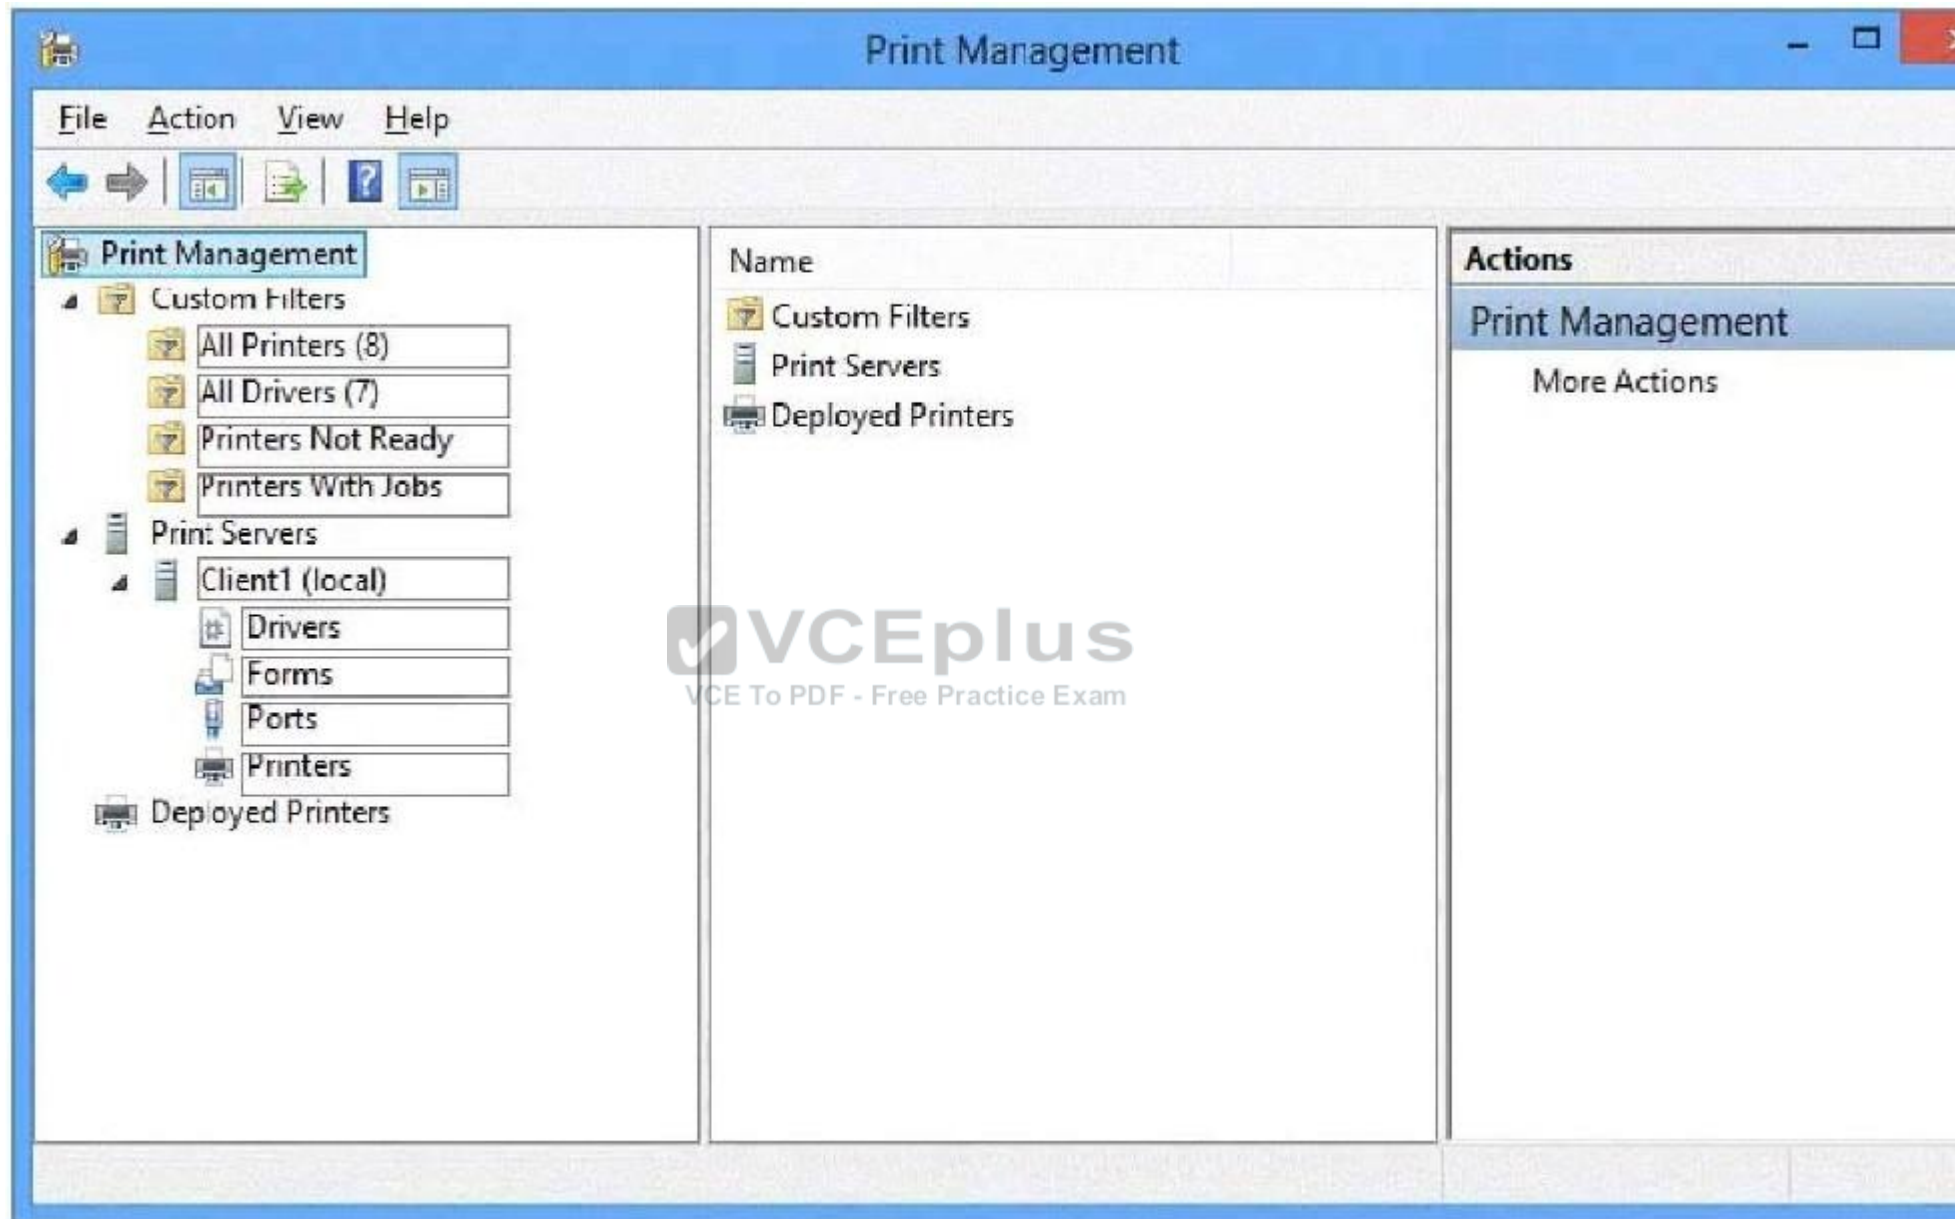 Print Management
File Action View Help
Print Management
Custom Filters
All Printers (8)
All Drivers (7)
Printers Not Ready
Printers With Jobs
Print Servers
Client1 (local)
Drivers
Forms
Ports
Printers
Deployed Printers
Name
Custom Filters
Print Servers
Deployed Printers
VCEplus
VCE To PDF - Free Practice Exam
Actions
Print Management
More Actions